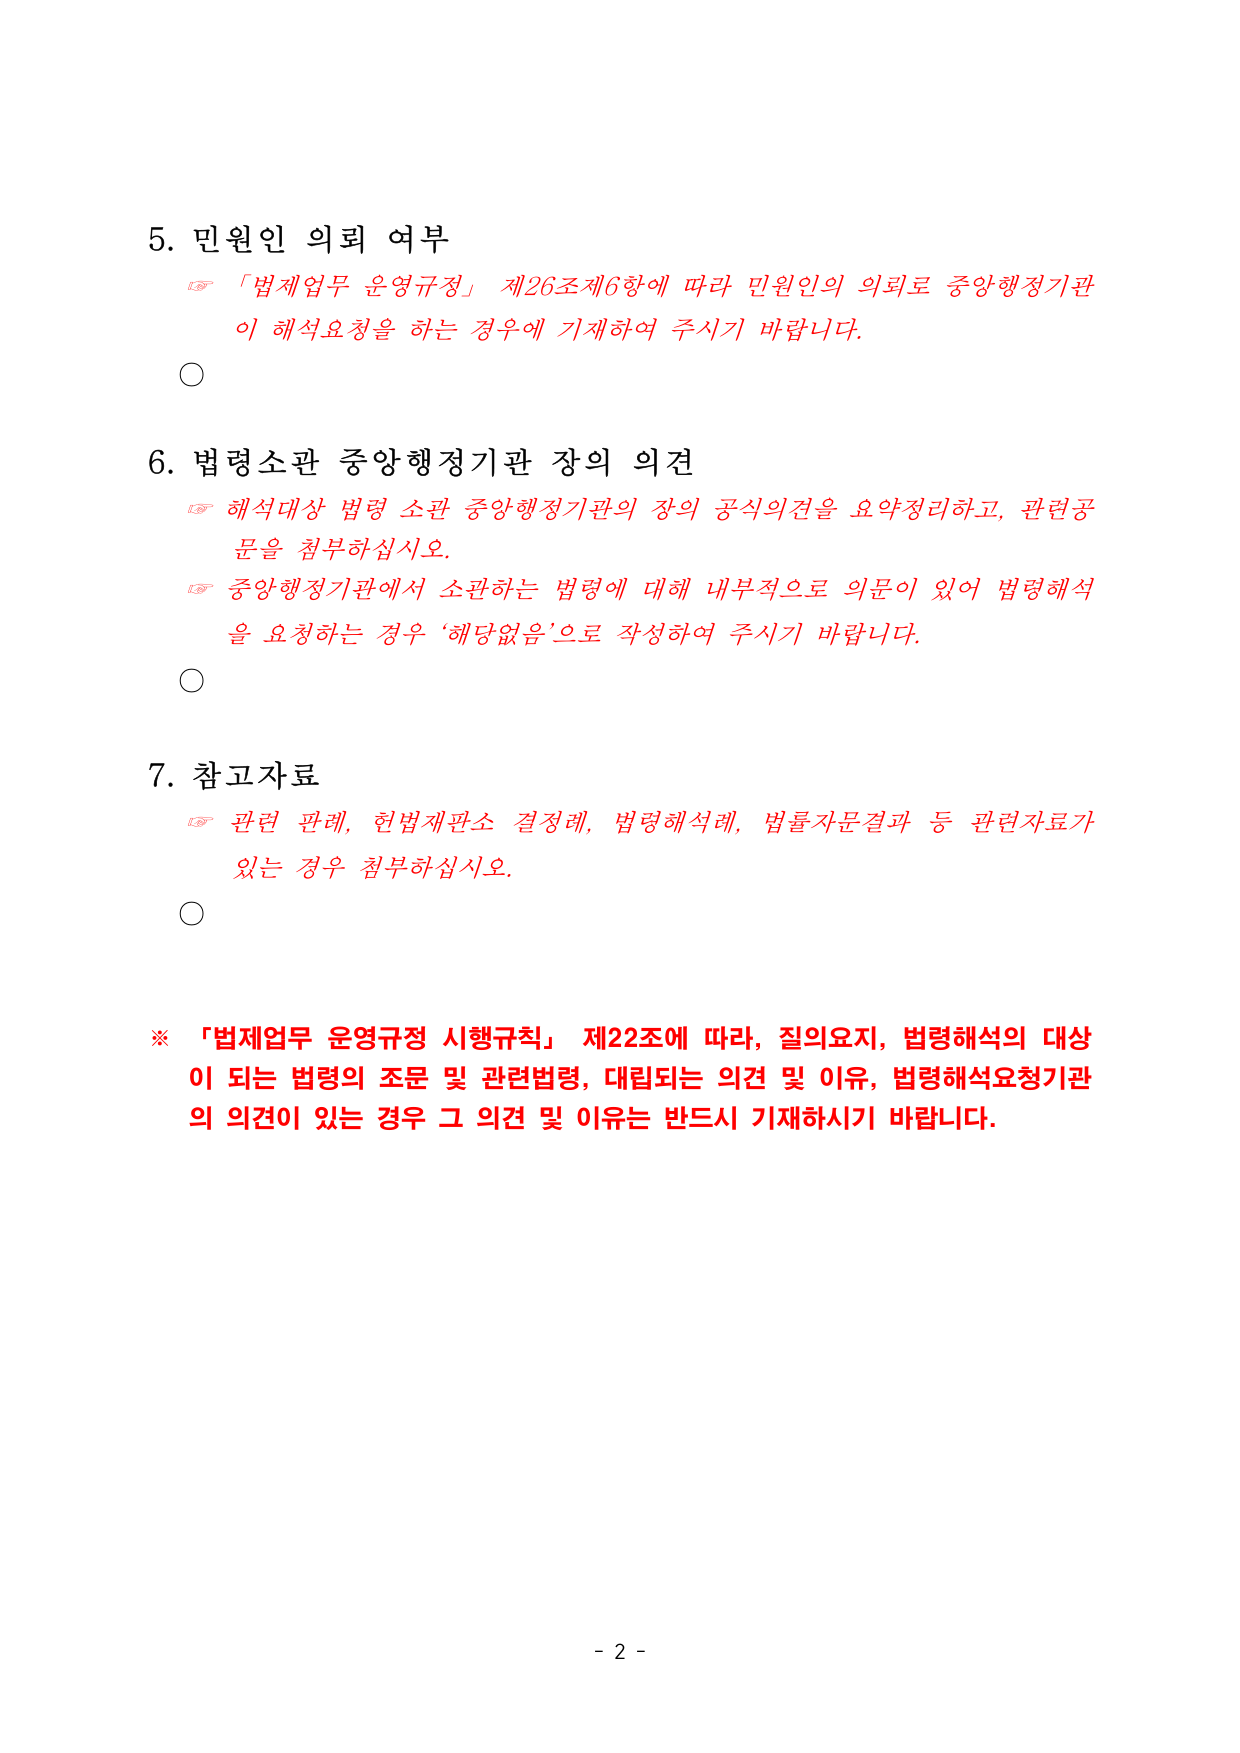 5. 민원인 의뢰 여부
☞ 「법제업무 운영규정」 제26조제6항에 따라 민원인의 의뢰로 중앙행정기관
이 해석요청을 하는 경우에 기재하여 주시기 바랍니다.
○
6. 법령소관 중앙행정기관 장의 의견
☞ 해석대상 법령 소관 중앙행정기관의 장의 공식의견을 요약정리하고, 관련공
문을 첨부하십시오.
☞ 중앙행정기관에서 소관하는 법령에 대해 내부적으로 의문이 있어 법령해석
을 요청하는 경우 ‘해당없음’으로 작성하여 주시기 바랍니다.
○
7. 참고자료
☞ 관련 판례, 헌법재판소 결정례, 법령해석례, 법률자문결과 등 관련자료가
있는 경우 첨부하십시오.
○
※ 「법제업무 운영규정 시행규칙」 제22조에 따라, 질의요지, 법령해석의 대상
이 되는 법령의 조문 및 관련법령, 대립되는 의견 및 이유, 법령해석요청기관
의 의견이 있는 경우 그 의견 및 이유는 반드시 기재하시기 바랍니다.
- 2 -